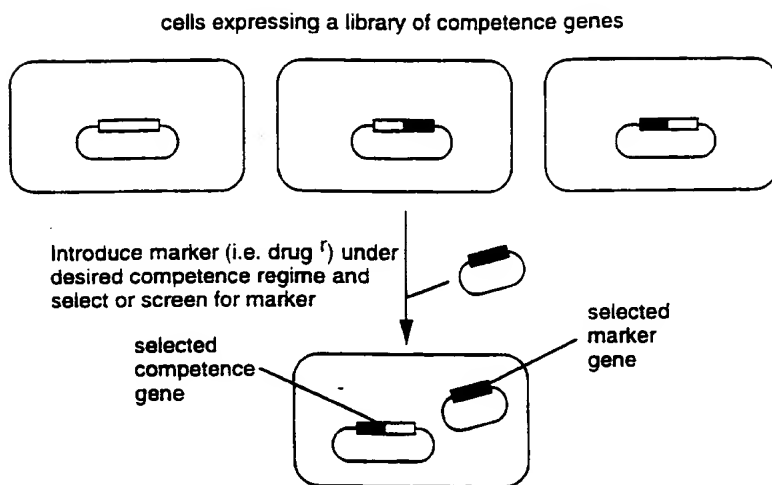 cells expressing a library of competence genes
Introduce marker (i.e. drug ʳ) under
desired competence regime and
select or screen for marker
selected
marker
gene
selected
competence
gene